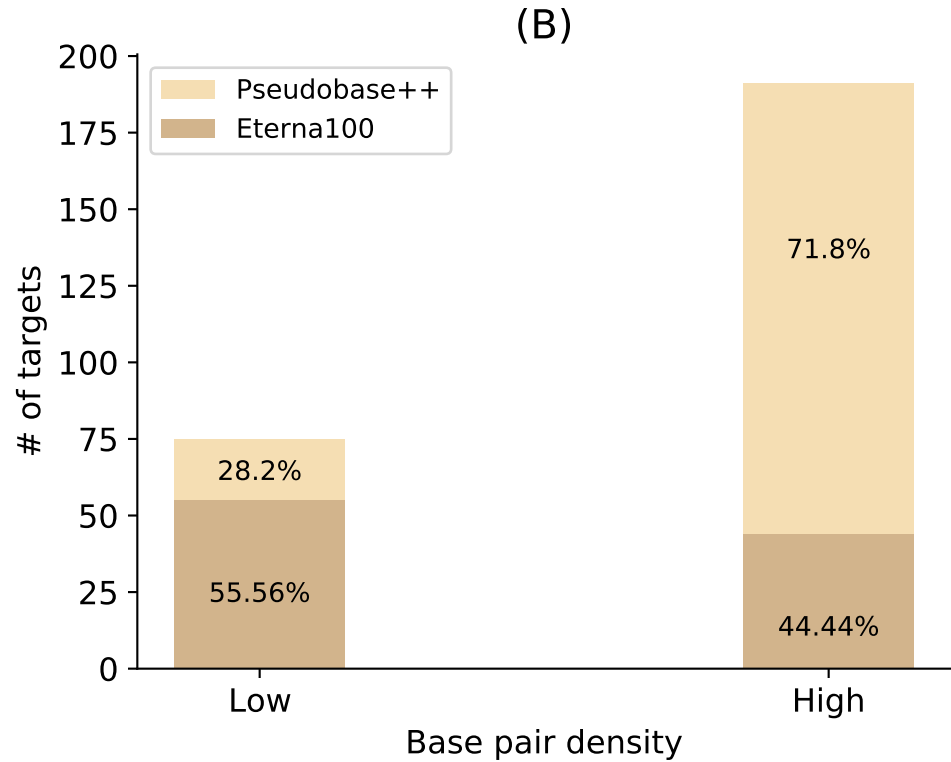 (B)
200
175
150
125
100
75
50
25
0
# of targets
Pseudobase++
Eterna100
28.2%
55.56%
71.8%
44.44%
Low
High
Base pair density